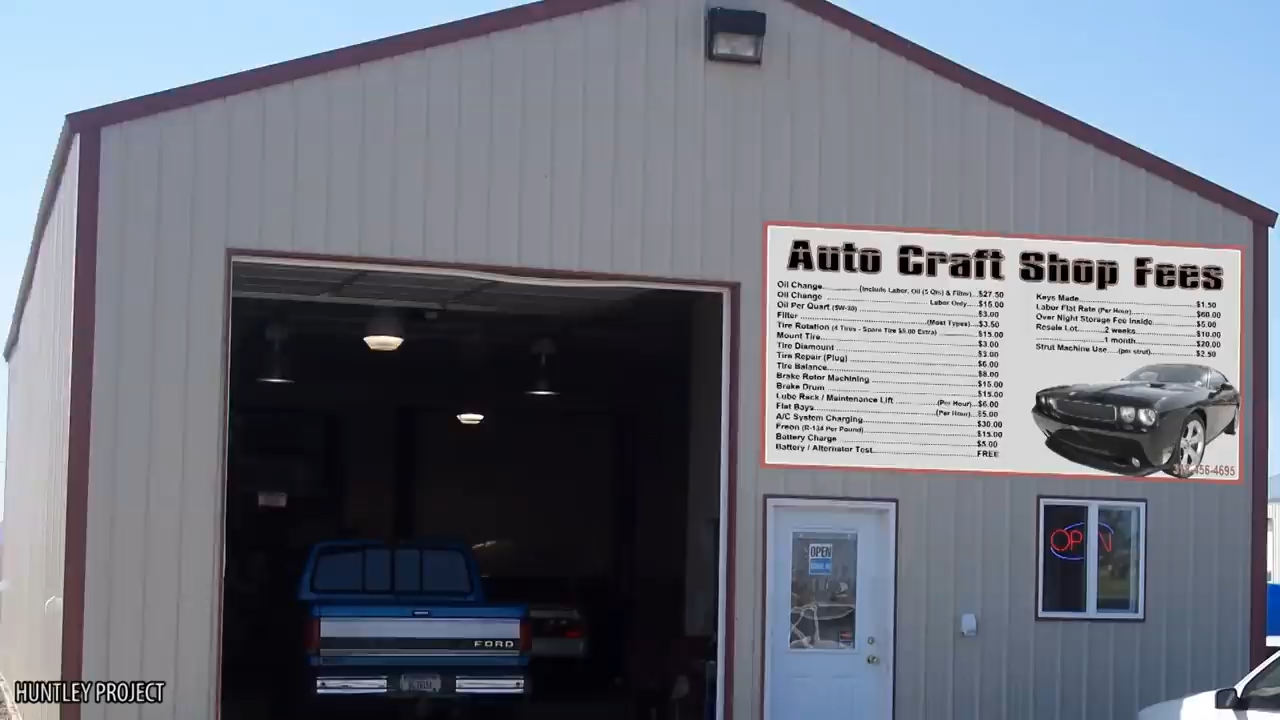 Auto Craft Shop Fees
Oil Change..........(Include Labor, Oil (5 Qts) & Filter)...$27.50
Oil Change..........Labor Only....$15.00
Oil Per Quart (5W-30)..........$3.00
Filter..........(Most Types)...$3.50
Tire Rotation (4 Tires - Spare Tire $5.00 Extra)..........$15.00
Mount Tire..........$3.00
Tire Diamount..........$3.00
Tire Repair (Plug)..........$6.00
Tire Balance..........$8.00
Brake Rotor Machining..........$15.00
Brake Drum..........$15.00
Lube Rack / Maintenance Lift..........(Per Hour)...$6.00
Flat Bays..........(Per Hour)...$5.00
A/C System Charging..........$30.00
Freon (R-134 Per Pound)..........$15.00
Battery Charge..........$5.00
Battery / Alternator Test..........FREE
Keys Made..........$1.50
Labor Flat Rate (Per Hour)..........$60.00
Over Night Storage Fee Inside..........$5.00
Resale Lot..........2 weeks..........$10.00
..........1 month..........$20.00
Strut Machine Use.....(per strut)..........$2.50
456-4695
OPEN
OPEN
FORD
HUNTLEY PROJECT